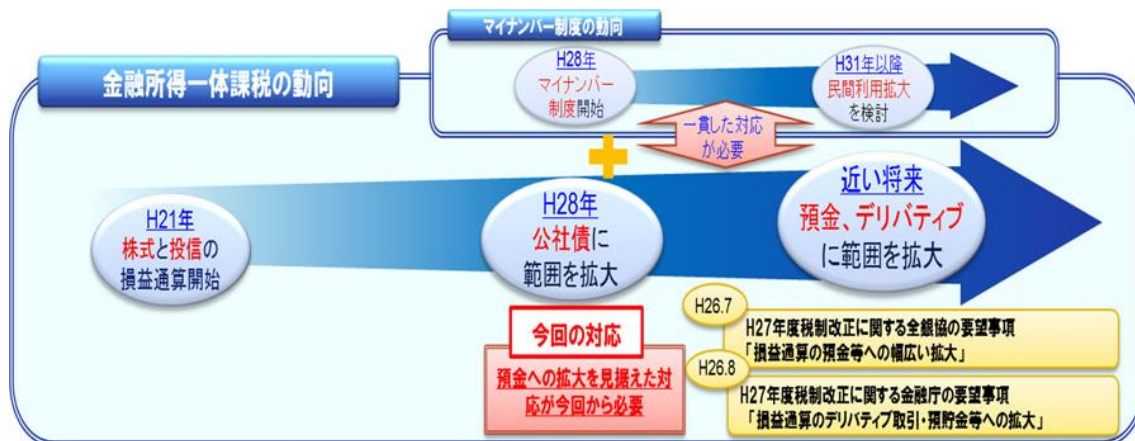 マイナンバー制度の動向
金融所得一体課税の動向
H28年
マイナンバー
制度開始
H31年以降
民間利用拡大
を検討
一貫した対応
が必要
H21年
株式と投信の
損益通算開始
H28年
公社債に
範囲を拡大
近い将来
預金、デリバティブ
に範囲を拡大
今回の対応
預金への拡大を見据えた対
応が今回から必要
H26.7
H27年度税制改正に関する全銀協の要望事項
「損益通算の預金等への幅広い拡大」
H26.8
H27年度税制改正に関する金融庁の要望事項
「損益通算のデリバティブ取引・預貯金等への拡大」